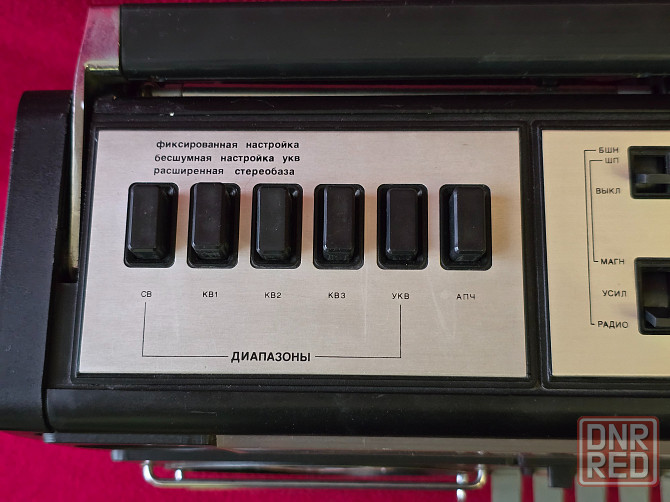 фиксированная настройка
бесшумная настройка укв
расширенная стереобаза
СВ КВ1 КВ2 КВ3 УКВ АПЧ
ДИАПАЗОНЫ
БШН
ШП
ВЫКЛ
МАГН
УСИЛ
РАДИО
DNR
RED